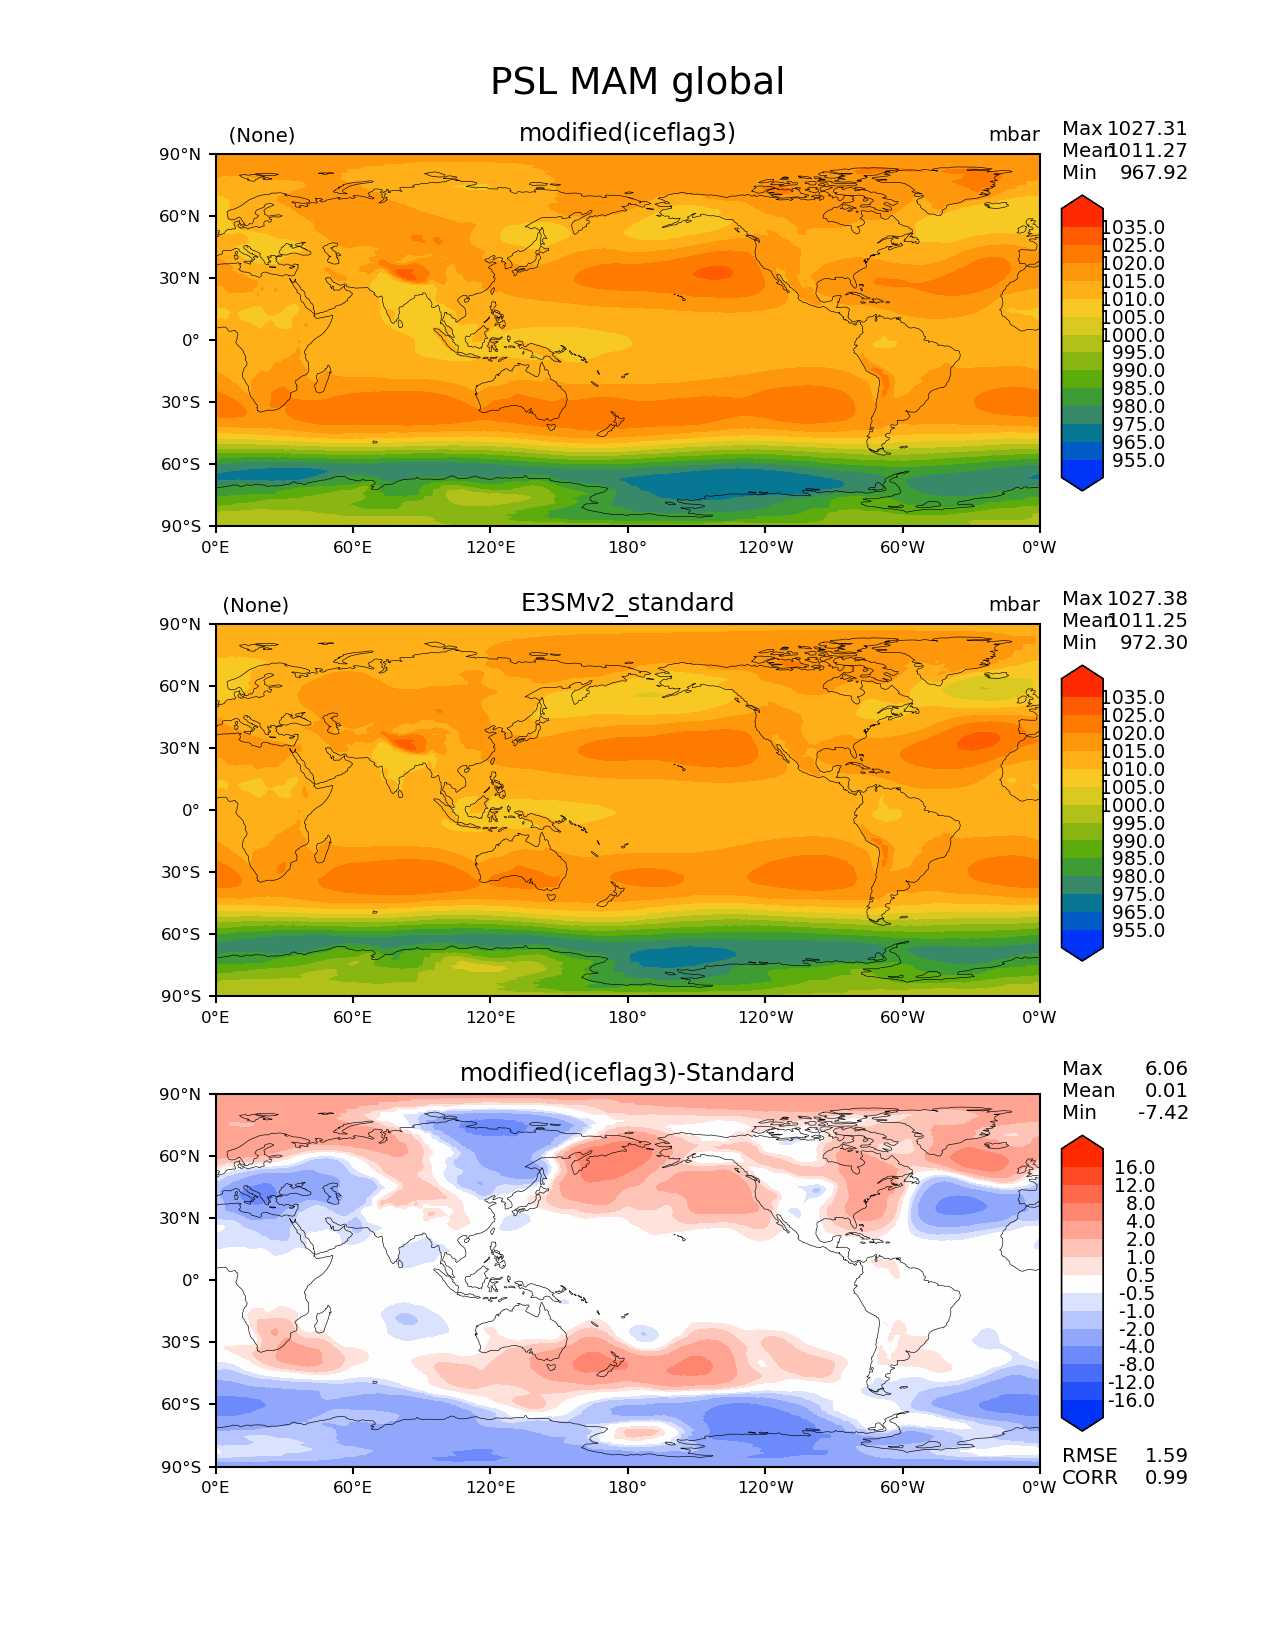 PSL MAM global
(None) modified(iceflag3) mbar
Max 1027.31
Mean 1011.27
Min 967.92
90°N
60°N
30°N
0°
30°S
60°S
90°S
0°E 60°E 120°E 180° 120°W 60°W 0°W
1035.0
1025.0
1020.0
1015.0
1010.0
1005.0
1000.0
995.0
990.0
985.0
980.0
975.0
965.0
955.0
(None) E3SMv2_standard mbar
Max 1027.38
Mean 1011.25
Min 972.30
90°N
60°N
30°N
0°
30°S
60°S
90°S
0°E 60°E 120°E 180° 120°W 60°W 0°W
1035.0
1025.0
1020.0
1015.0
1010.0
1005.0
1000.0
995.0
990.0
985.0
980.0
975.0
965.0
955.0
modified(iceflag3)-Standard
Max 6.06
Mean 0.01
Min -7.42
90°N
60°N
30°N
0°
30°S
60°S
90°S
0°E 60°E 120°E 180° 120°W 60°W 0°W
16.0
12.0
8.0
4.0
2.0
1.0
0.5
-0.5
-1.0
-2.0
-4.0
-8.0
-12.0
-16.0
RMSE 1.59
CORR 0.99